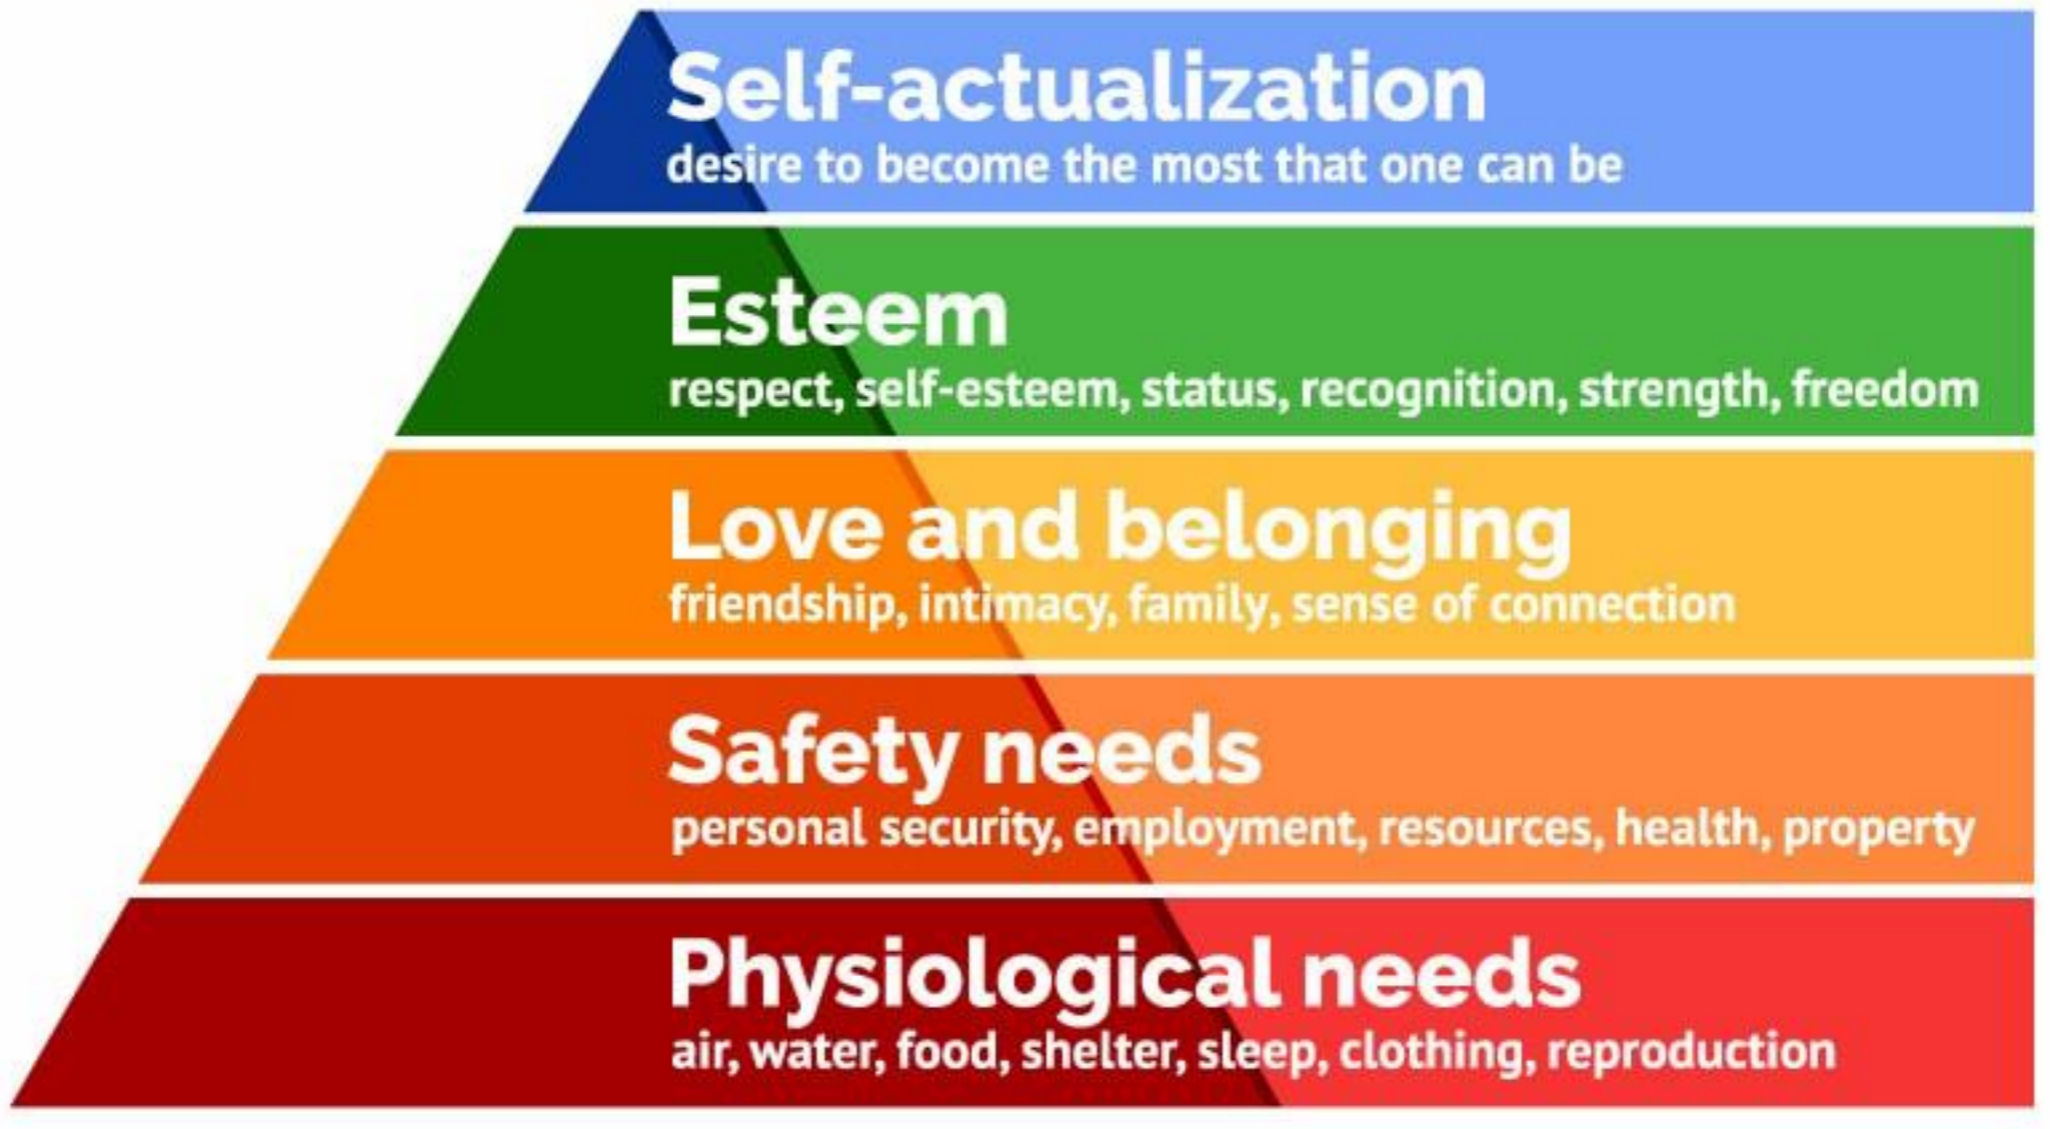 Self-actualization
desire to become the most that one can be
Esteem
respect, self-esteem, status, recognition, strength, freedom
Love and belonging
friendship, intimacy, family, sense of connection
Safety needs
personal security, employment, resources, health, property
Physiological needs
air, water, food, shelter, sleep, clothing, reproduction